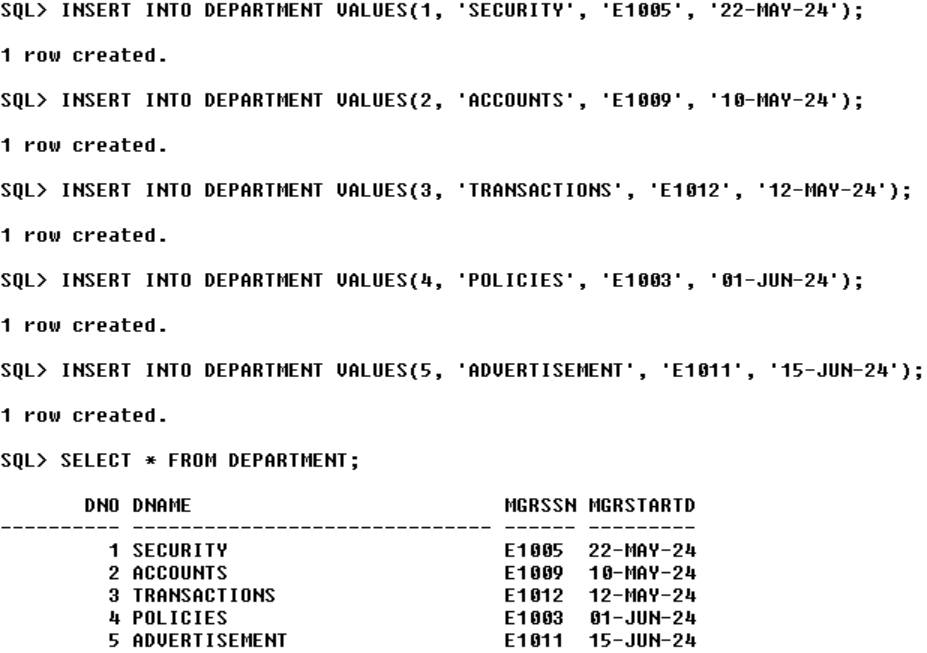 SQL> INSERT INTO DEPARTMENT VALUES(1, 'SECURITY', 'E1005', '22-MAY-24');
1 row created.
SQL> INSERT INTO DEPARTMENT VALUES(2, 'ACCOUNTS', 'E1009', '10-MAY-24');
1 row created.
SQL> INSERT INTO DEPARTMENT VALUES(3, 'TRANSACTIONS', 'E1012', '12-MAY-24');
1 row created.
SQL> INSERT INTO DEPARTMENT VALUES(4, 'POLICIES', 'E1003', '01-JUN-24');
1 row created.
SQL> INSERT INTO DEPARTMENT VALUES(5, 'ADVERTISEMENT', 'E1011', '15-JUN-24');
1 row created.
SQL> SELECT * FROM DEPARTMENT;
       DNO DNAME                          MGRSSN MGRSTARTD
---------- ------------------------------ ------ ---------
         1 SECURITY                       E1005  22-MAY-24
         2 ACCOUNTS                       E1009  10-MAY-24
         3 TRANSACTIONS                   E1012  12-MAY-24
         4 POLICIES                       E1003  01-JUN-24
         5 ADVERTISEMENT                  E1011  15-JUN-24